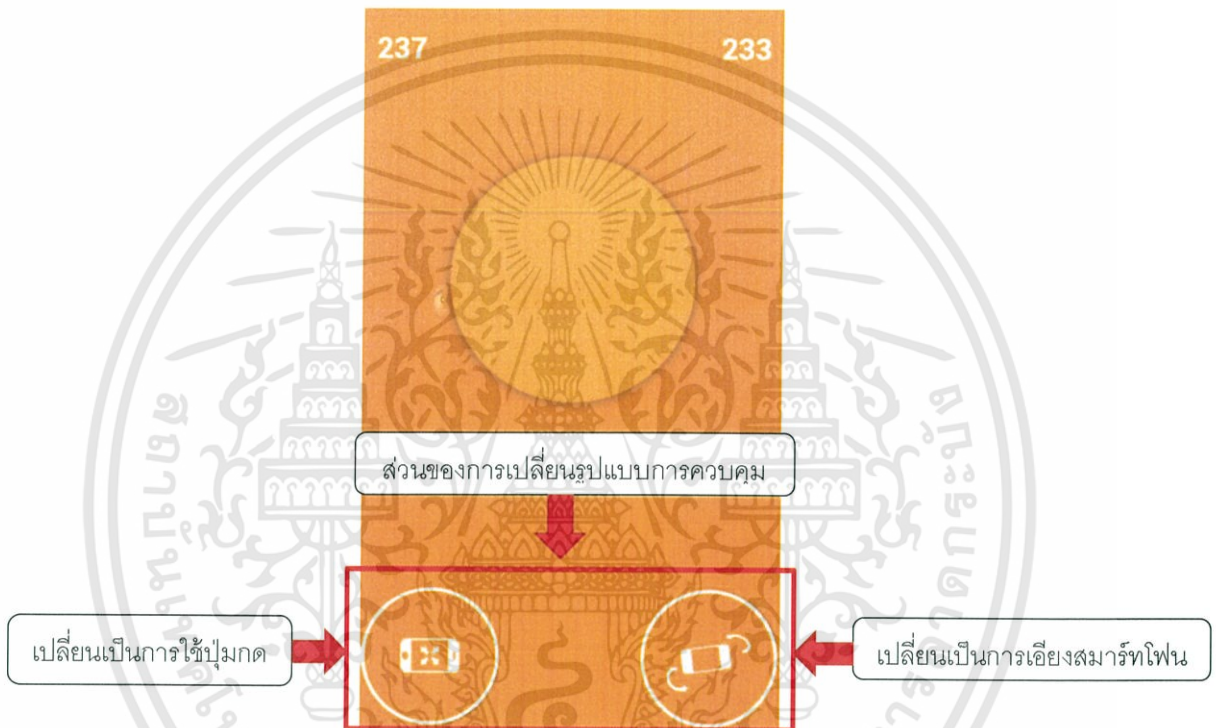 237
233
ส่วนของการเปลี่ยนรูปแบบการควบคุม
เปลี่ยนเป็นการใช้ปุ่มกด
เปลี่ยนเป็นการเอียงสมาร์ทโฟน